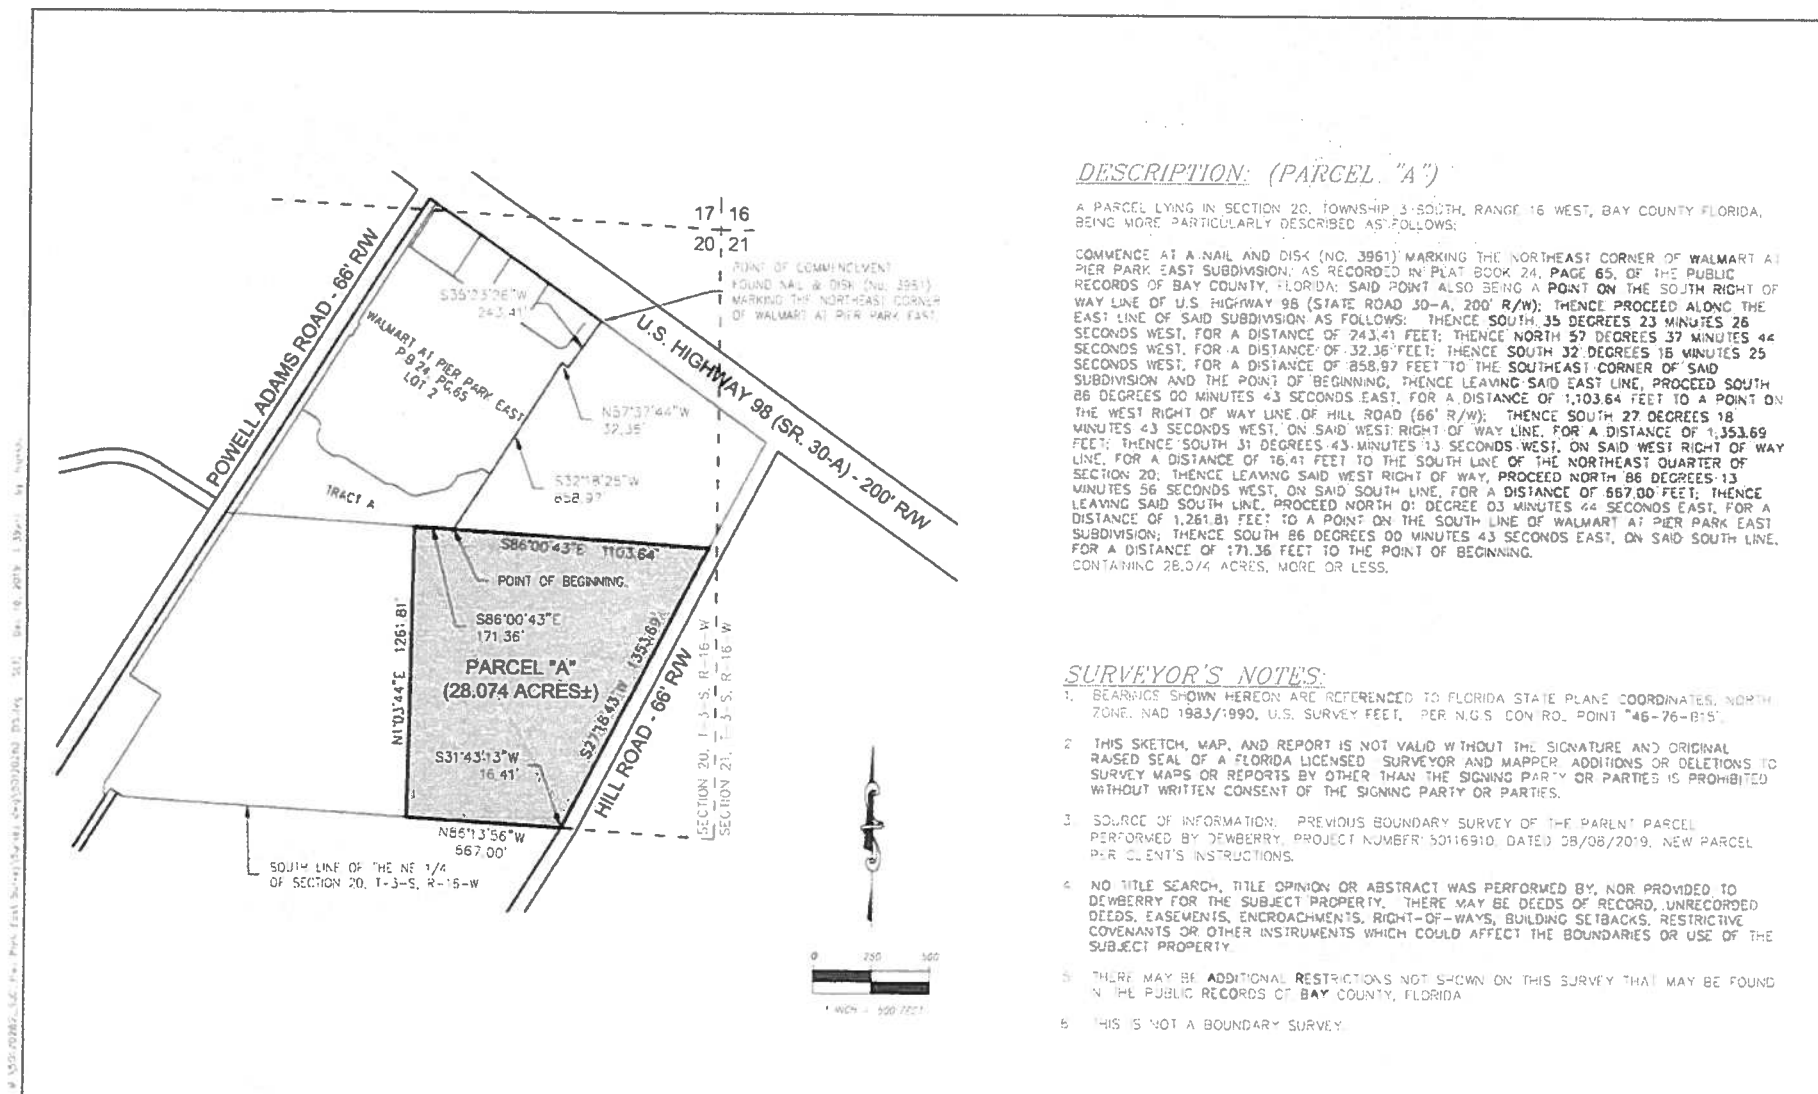 17 16
20 21
POINT OF COMMENCEMENT
FOUND NAIL & DISK (NO. 3961)
MARKING THE NORTHEAST CORNER
OF WALMART AT PIER PARK EAST.
POWELL ADAMS ROAD - 66' R/W
U.S. HIGHWAY 98 (SR. 30-A) - 200' R/W
S35°23'26"W
243.41'
WALMART AT PIER PARK EAST
P.B 24, PG.65
LOT 2
N57°37'44"W
32.36'
S32°18'25"W
858.97'
TRACT A
S86°00'43"E 1103.64'
POINT OF BEGINNING.
S86°00'43"E
171.36'
PARCEL "A"
(28.074 ACRES±)
N1°03'44"E 1261.81'
S27°18'43"W 1353.69'
HILL ROAD - 66' R/W
S31°43'13"W
16.41'
SECTION 20, T-3-S, R-16-W
SECTION 21, T-3-S, R-16-W
N86°13'56"W
667.00'
SOUTH LINE OF THE NE 1/4
OF SECTION 20, T-3-S, R-16-W
0 250 500
1 INCH = 500 FEET
DESCRIPTION: (PARCEL "A")
A PARCEL LYING IN SECTION 20, TOWNSHIP 3 SOUTH, RANGE 16 WEST, BAY COUNTY FLORIDA,
BEING MORE PARTICULARLY DESCRIBED AS FOLLOWS:
COMMENCE AT A NAIL AND DISK (NO. 3961) MARKING THE NORTHEAST CORNER OF WALMART AT
PIER PARK EAST SUBDIVISION, AS RECORDED IN PLAT BOOK 24, PAGE 65, OF THE PUBLIC
RECORDS OF BAY COUNTY, FLORIDA; SAID POINT ALSO BEING A POINT ON THE SOUTH RIGHT OF
WAY LINE OF U.S HIGHWAY 98 (STATE ROAD 30-A, 200' R/W); THENCE PROCEED ALONG THE
EAST LINE OF SAID SUBDIVISION AS FOLLOWS: THENCE SOUTH 35 DEGREES 23 MINUTES 26
SECONDS WEST, FOR A DISTANCE OF 243.41 FEET; THENCE NORTH 57 DEGREES 37 MINUTES 44
SECONDS WEST, FOR A DISTANCE OF 32.36 FEET; THENCE SOUTH 32 DEGREES 18 MINUTES 25
SECONDS WEST, FOR A DISTANCE OF 858.97 FEET TO THE SOUTHEAST CORNER OF SAID
SUBDIVISION AND THE POINT OF BEGINNING, THENCE LEAVING SAID EAST LINE, PROCEED SOUTH
86 DEGREES 00 MINUTES 43 SECONDS EAST, FOR A DISTANCE OF 1,103.64 FEET TO A POINT ON
THE WEST RIGHT OF WAY LINE OF HILL ROAD (66' R/W); THENCE SOUTH 27 DEGREES 18
MINUTES 43 SECONDS WEST, ON SAID WEST RIGHT OF WAY LINE, FOR A DISTANCE OF 1,353.69
FEET; THENCE SOUTH 31 DEGREES 43 MINUTES 13 SECONDS WEST, ON SAID WEST RIGHT OF WAY
LINE, FOR A DISTANCE OF 16.41 FEET TO THE SOUTH LINE OF THE NORTHEAST QUARTER OF
SECTION 20; THENCE LEAVING SAID WEST RIGHT OF WAY, PROCEED NORTH 86 DEGREES 13
MINUTES 56 SECONDS WEST, ON SAID SOUTH LINE, FOR A DISTANCE OF 667.00 FEET; THENCE
LEAVING SAID SOUTH LINE, PROCEED NORTH 01 DEGREE 03 MINUTES 44 SECONDS EAST, FOR A
DISTANCE OF 1,261.81 FEET TO A POINT ON THE SOUTH LINE OF WALMART AT PIER PARK EAST
SUBDIVISION; THENCE SOUTH 86 DEGREES 00 MINUTES 43 SECONDS EAST, ON SAID SOUTH LINE,
FOR A DISTANCE OF 171.36 FEET TO THE POINT OF BEGINNING.
CONTAINING 28.074 ACRES, MORE OR LESS.
SURVEYOR'S NOTES:
1. BEARINGS SHOWN HEREON ARE REFERENCED TO FLORIDA STATE PLANE COORDINATES, NORTH
ZONE, NAD 1983/1990, U.S. SURVEY FEET, PER N.G.S CONTROL POINT "46-76-B15".
2 THIS SKETCH, MAP, AND REPORT IS NOT VALID WITHOUT THE SIGNATURE AND ORIGINAL
RAISED SEAL OF A FLORIDA LICENSED SURVEYOR AND MAPPER. ADDITIONS OR DELETIONS TO
SURVEY MAPS OR REPORTS BY OTHER THAN THE SIGNING PARTY OR PARTIES IS PROHIBITED
WITHOUT WRITTEN CONSENT OF THE SIGNING PARTY OR PARTIES.
3. SOURCE OF INFORMATION: PREVIOUS BOUNDARY SURVEY OF THE PARENT PARCEL
PERFORMED BY DEWBERRY, PROJECT NUMBER 50116910, DATED 08/08/2019, NEW PARCEL
PER CLIENT'S INSTRUCTIONS.
4 NO TITLE SEARCH, TITLE OPINION OR ABSTRACT WAS PERFORMED BY, NOR PROVIDED TO
DEWBERRY FOR THE SUBJECT PROPERTY. THERE MAY BE DEEDS OF RECORD, UNRECORDED
DEEDS, EASEMENTS, ENCROACHMENTS, RIGHT-OF-WAYS, BUILDING SETBACKS, RESTRICTIVE
COVENANTS OR OTHER INSTRUMENTS WHICH COULD AFFECT THE BOUNDARIES OR USE OF THE
SUBJECT PROPERTY.
5 THERE MAY BE ADDITIONAL RESTRICTIONS NOT SHOWN ON THIS SURVEY THAT MAY BE FOUND
IN THE PUBLIC RECORDS OF BAY COUNTY, FLORIDA
6 THIS IS NOT A BOUNDARY SURVEY.